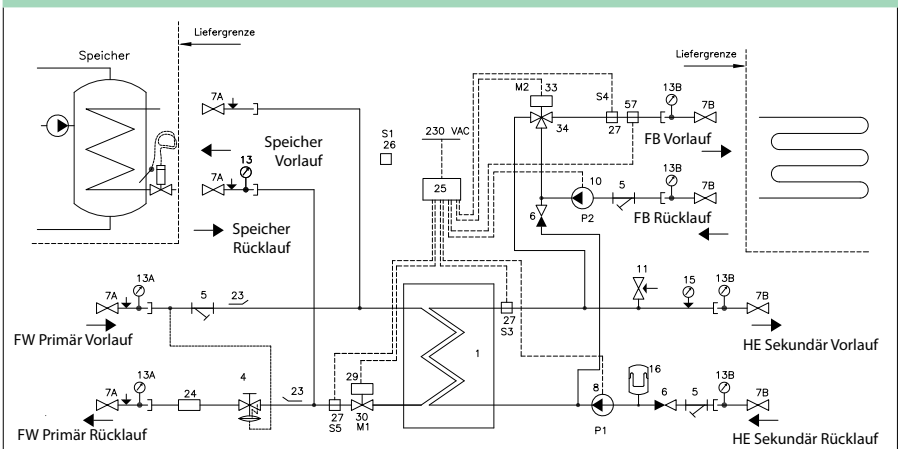 Liefergrenze
Speicher
7A
Speicher
Vorlauf
7A
13
Speicher
Rücklauf
S1
26
230 VAC
25
M2
33
34
S4
27
57
13B
7B
FB Vorlauf
10
P2
5
13B
7B
FB Rücklauf
6
Liefergrenze
7A
13A
5
23
FW Primär Vorlauf
7A
13A
24
4
23
FW Primär Rücklauf
27
S5
29
30
M1
1
27
S3
11
15
13B
7B
HE Sekundär Vorlauf
8
P1
16
6
5
13B
7B
HE Sekundär Rücklauf